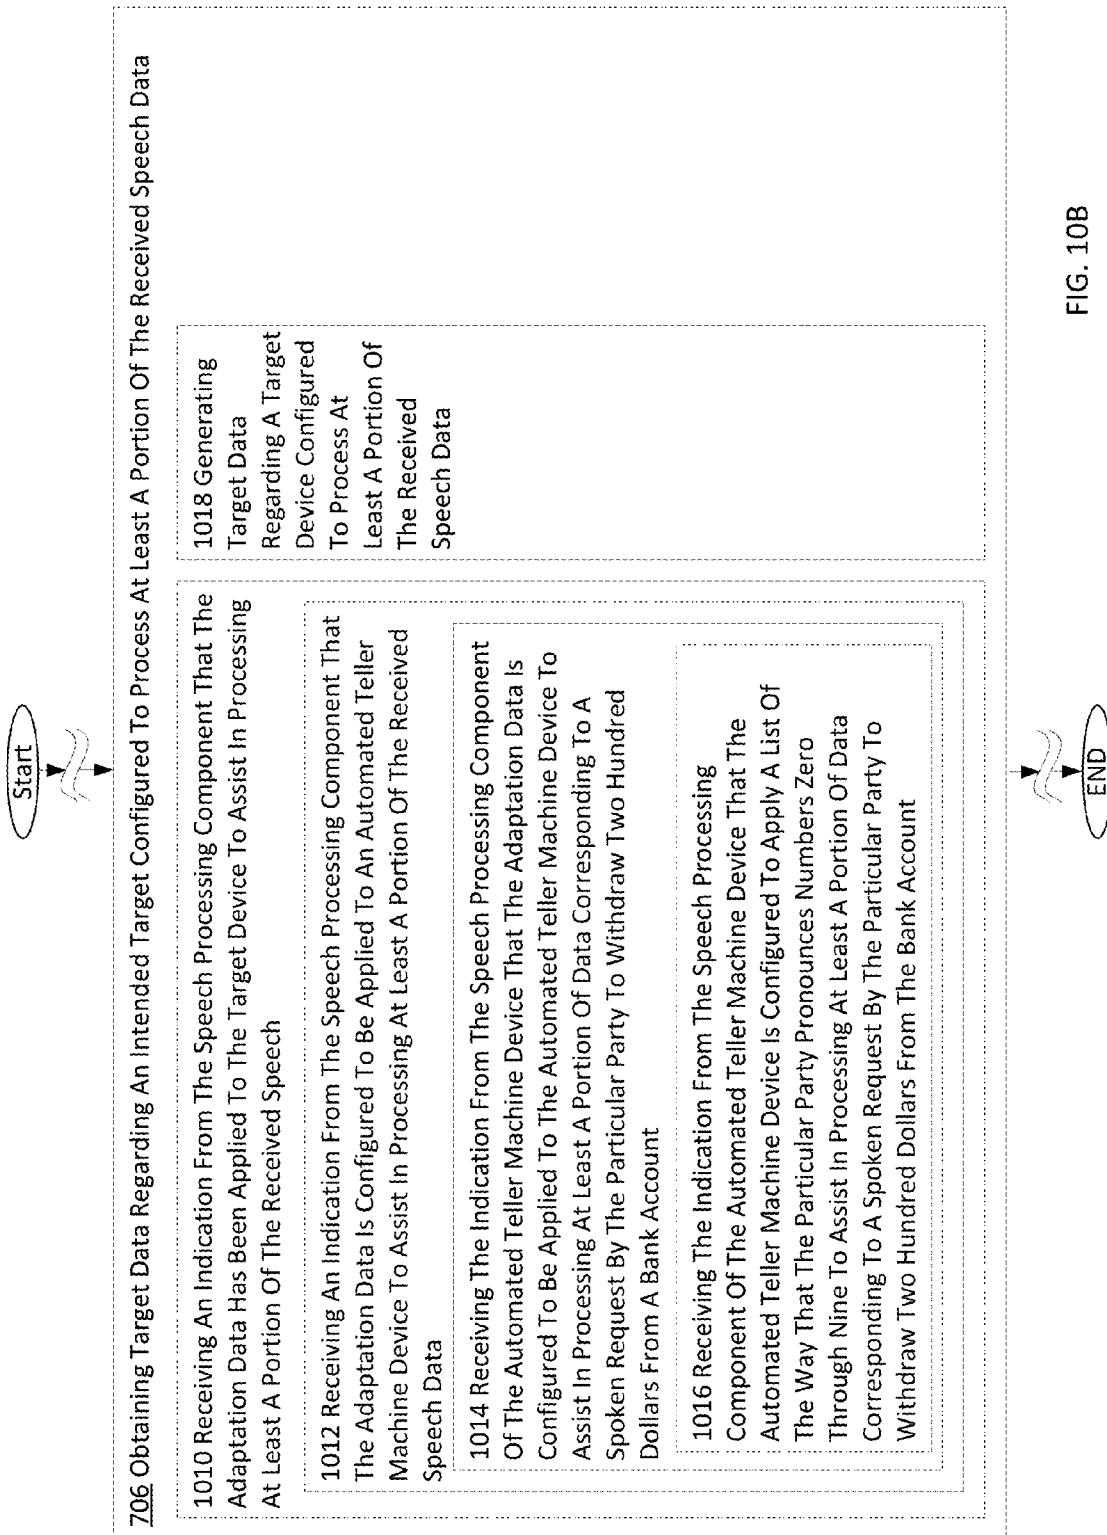 Start
706 Obtaining Target Data Regarding An Intended Target Configured To Process At Least A Portion Of The Received Speech Data
1010 Receiving An Indication From The Speech Processing Component That The
Adaptation Data Has Been Applied To The Target Device To Assist In Processing
At Least A Portion Of The Received Speech
1012 Receiving An Indication From The Speech Processing Component That
The Adaptation Data Is Configured To Be Applied To An Automated Teller
Machine Device To Assist In Processing At Least A Portion Of The Received
Speech Data
1014 Receiving The Indication From The Speech Processing Component
Of The Automated Teller Machine Device That The Adaptation Data Is
Configured To Be Applied To The Automated Teller Machine Device To
Assist In Processing At Least A Portion Of Data Corresponding To A
Spoken Request By The Particular Party To Withdraw Two Hundred
Dollars From A Bank Account
1016 Receiving The Indication From The Speech Processing
Component Of The Automated Teller Machine Device That The
Automated Teller Machine Device Is Configured To Apply A List Of
The Way That The Particular Party Pronounces Numbers Zero
Through Nine To Assist In Processing At Least A Portion Of Data
Corresponding To A Spoken Request By The Particular Party To
Withdraw Two Hundred Dollars From The Bank Account
1018 Generating
Target Data
Regarding A Target
Device Configured
To Process At
Least A Portion Of
The Received
Speech Data
END
FIG. 10B